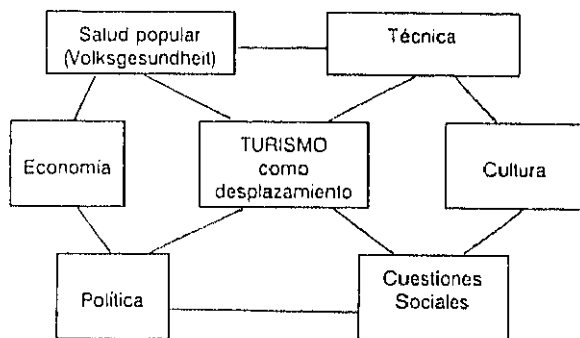 Salud popular
(Volksgesundheit)
Técnica
Economía
TURISMO
como
desplazamiento
Cultura
Política
Cuestiones
Sociales